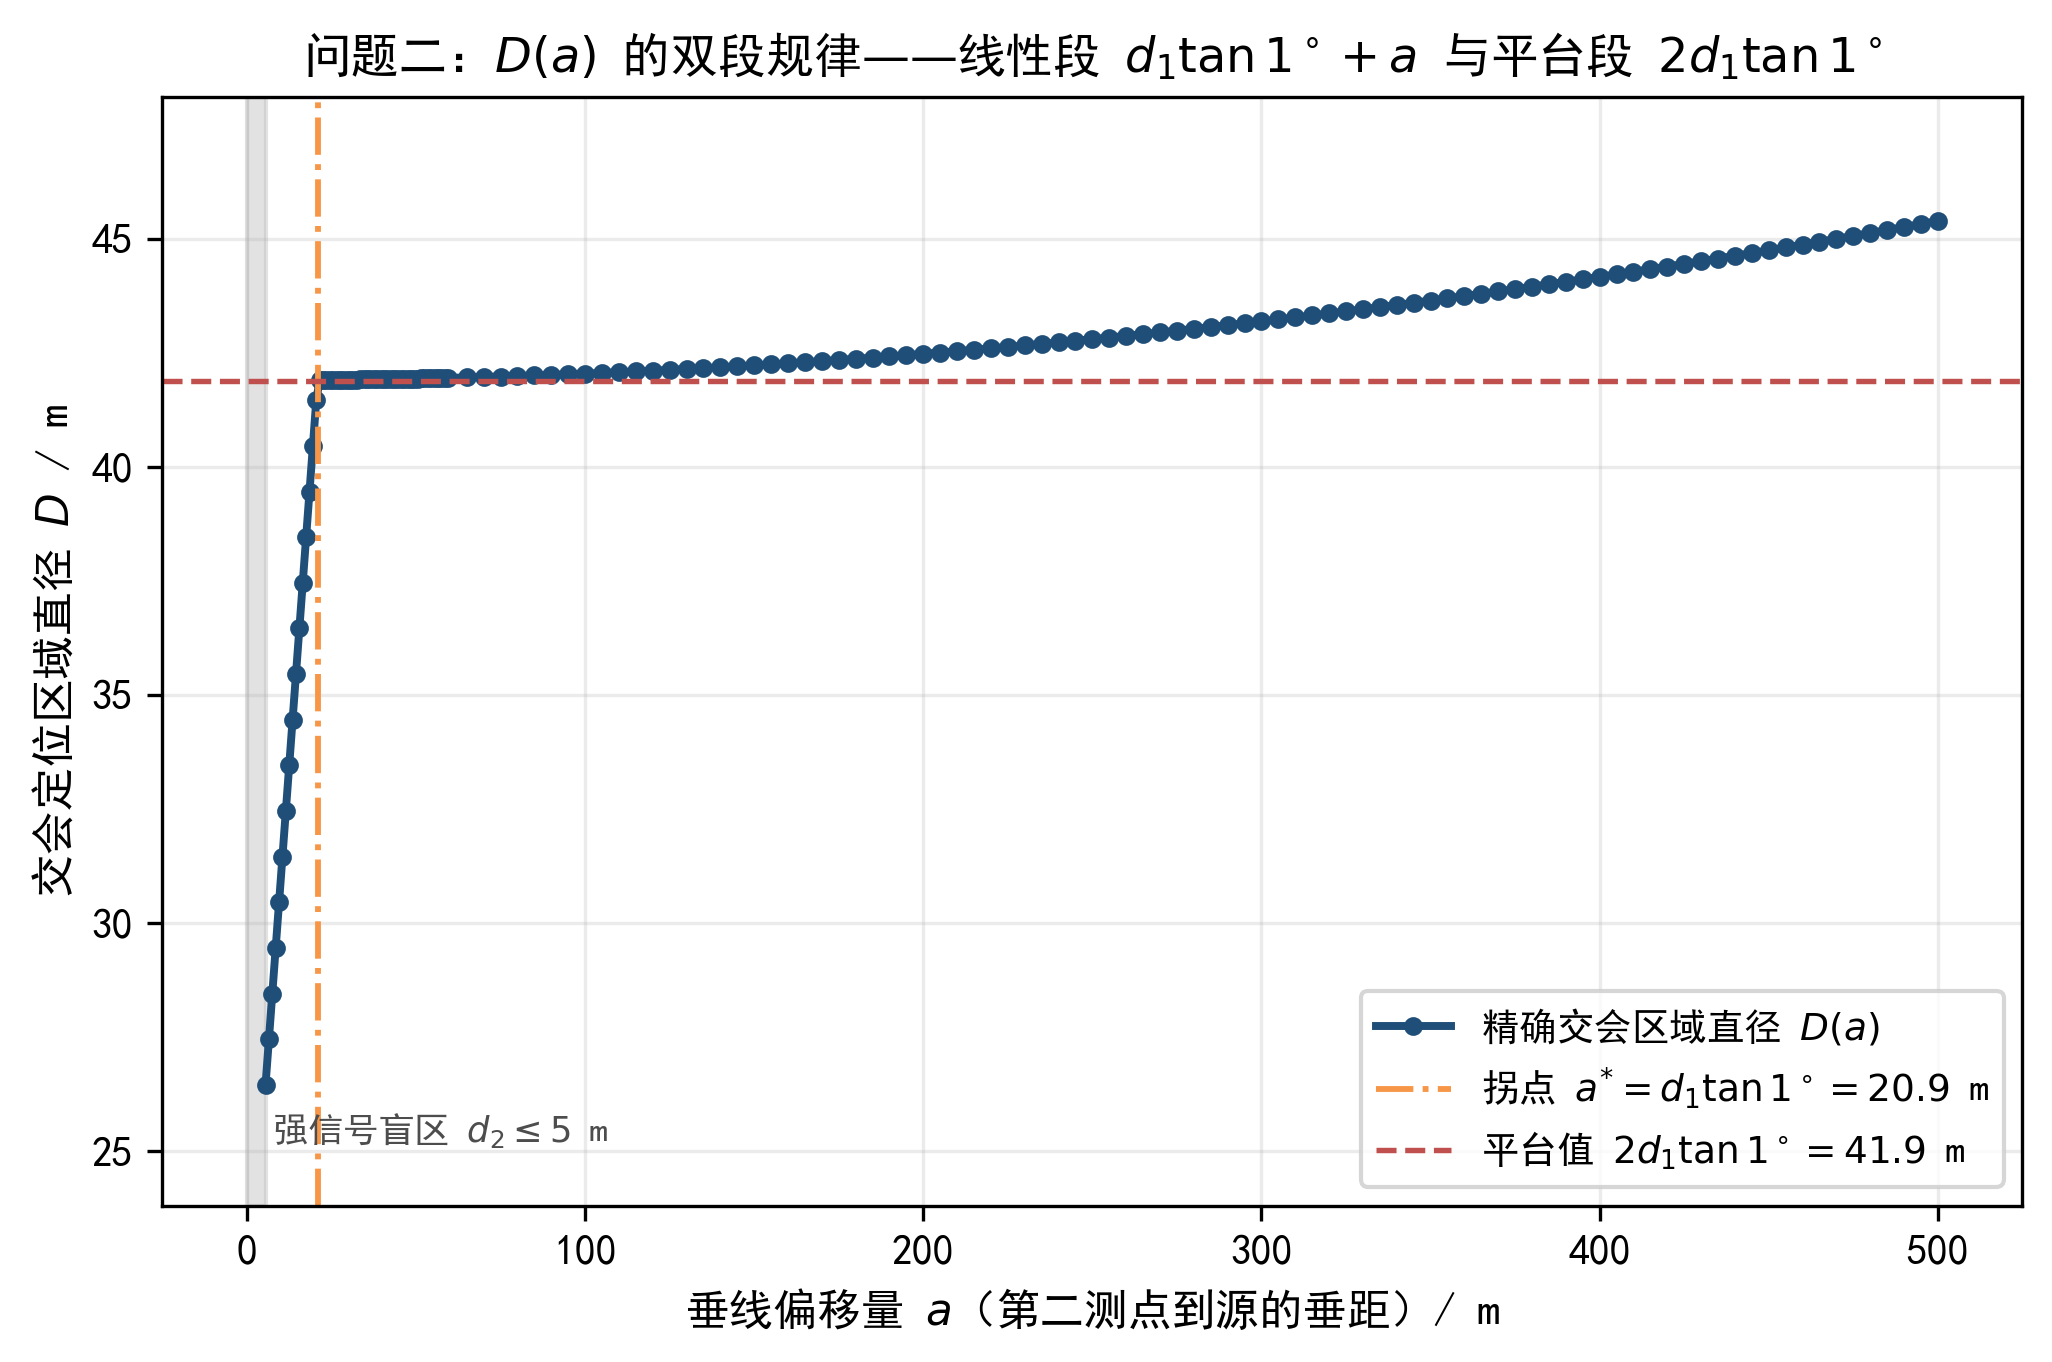 问题二：D(a) 的双段规律——线性段 d₁tan 1° + a 与平台段 2d₁tan 1°
45
40
35
30
25
交会定位区域直径 D / m
强信号盲区 d₂ ≤ 5 m
精确交会区域直径 D(a)
拐点 a* = d₁tan 1° = 20.9 m
平台值 2d₁tan 1° = 41.9 m
0 100 200 300 400 500
垂线偏移量 a（第二测点到源的垂距）/ m